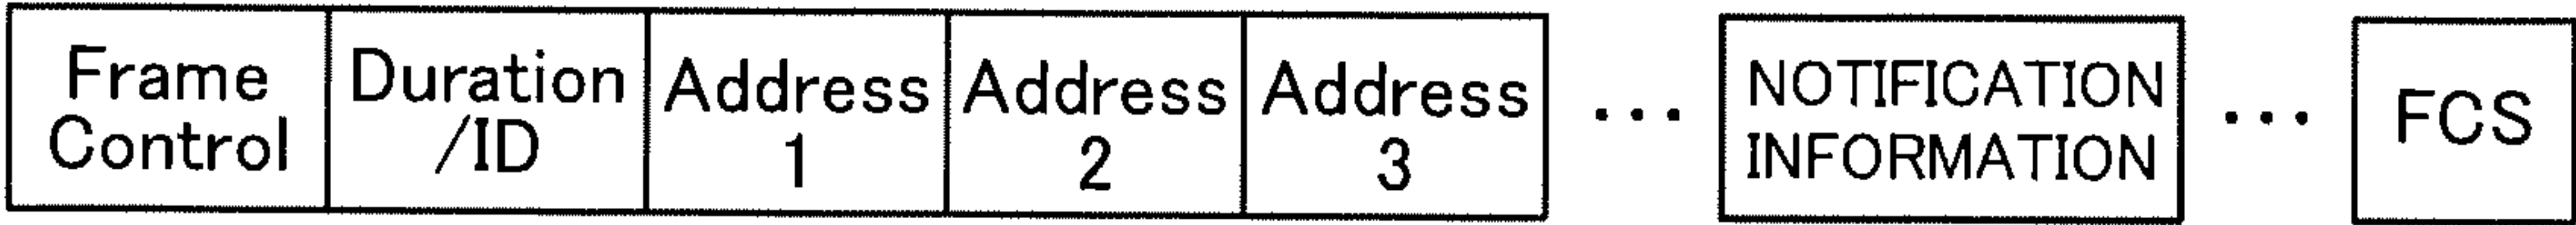 Frame
Control
Duration
/ID
Address
1
Address
2
Address
3
...
NOTIFICATION
INFORMATION
...
FCS